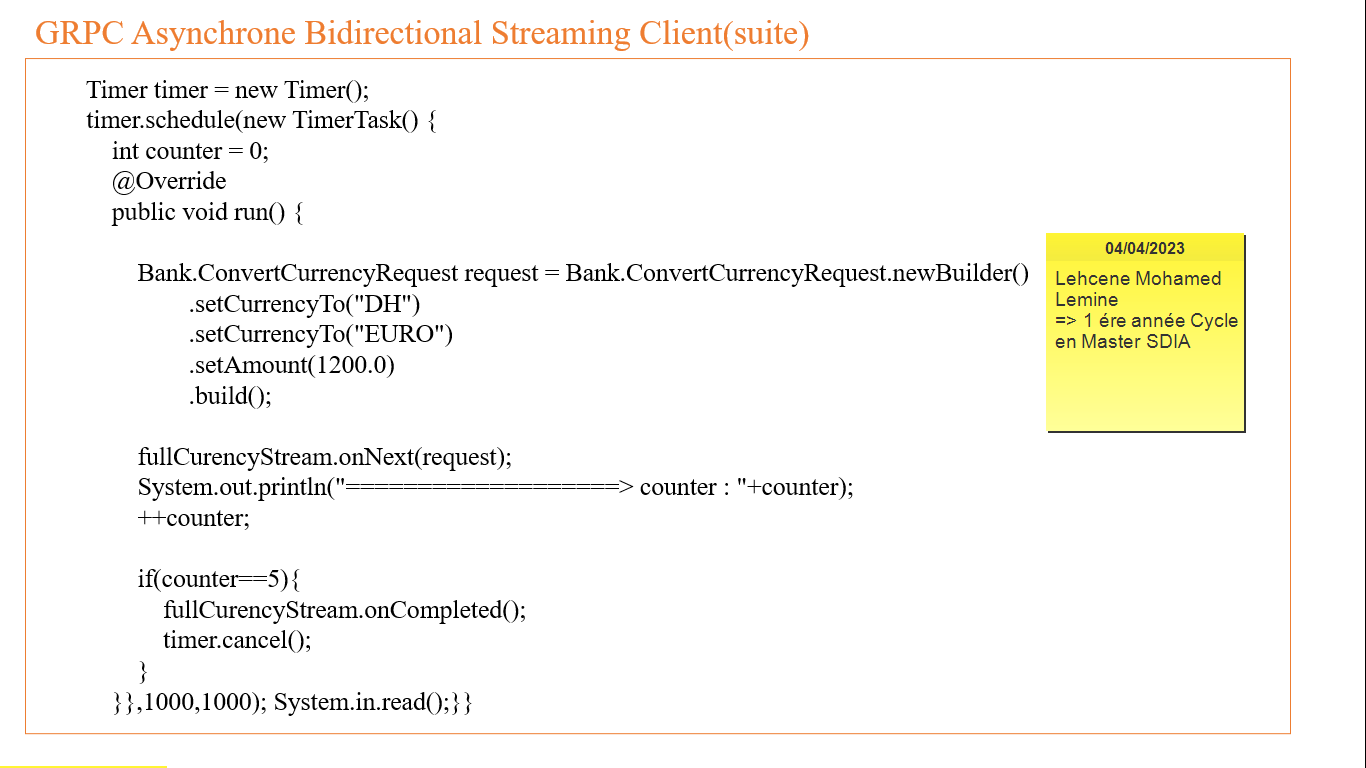 GRPC Asynchrone Bidirectional Streaming Client(suite)
Timer timer = new Timer();
timer.schedule(new TimerTask() {
int counter = 0;
@Override
public void run() {
Bank.ConvertCurrencyRequest request = Bank.ConvertCurrencyRequest.newBuilder()
.setCurrencyTo("DH")
.setCurrencyTo("EURO")
.setAmount(1200.0)
.build();
fullCurencyStream.onNext(request);
System.out.println("===================> counter : "+counter);
++counter;
if(counter==5){
fullCurencyStream.onCompleted();
timer.cancel();
}
}},1000,1000); System.in.read();}}
04/04/2023
Lehcene Mohamed
Lemine
=> 1 ére année Cycle
en Master SDIA